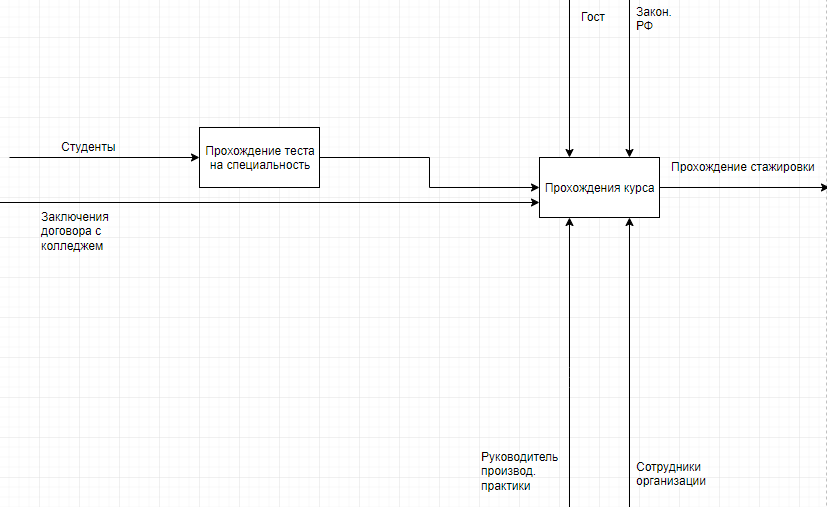 Гост
Закон.
РФ
Студенты
Прохождение теста
на специальность
Прохождение стажировки
Прохождения курса
Заключения
договора с
колледжем
Руководитель
производ.
практики
Сотрудники
организации